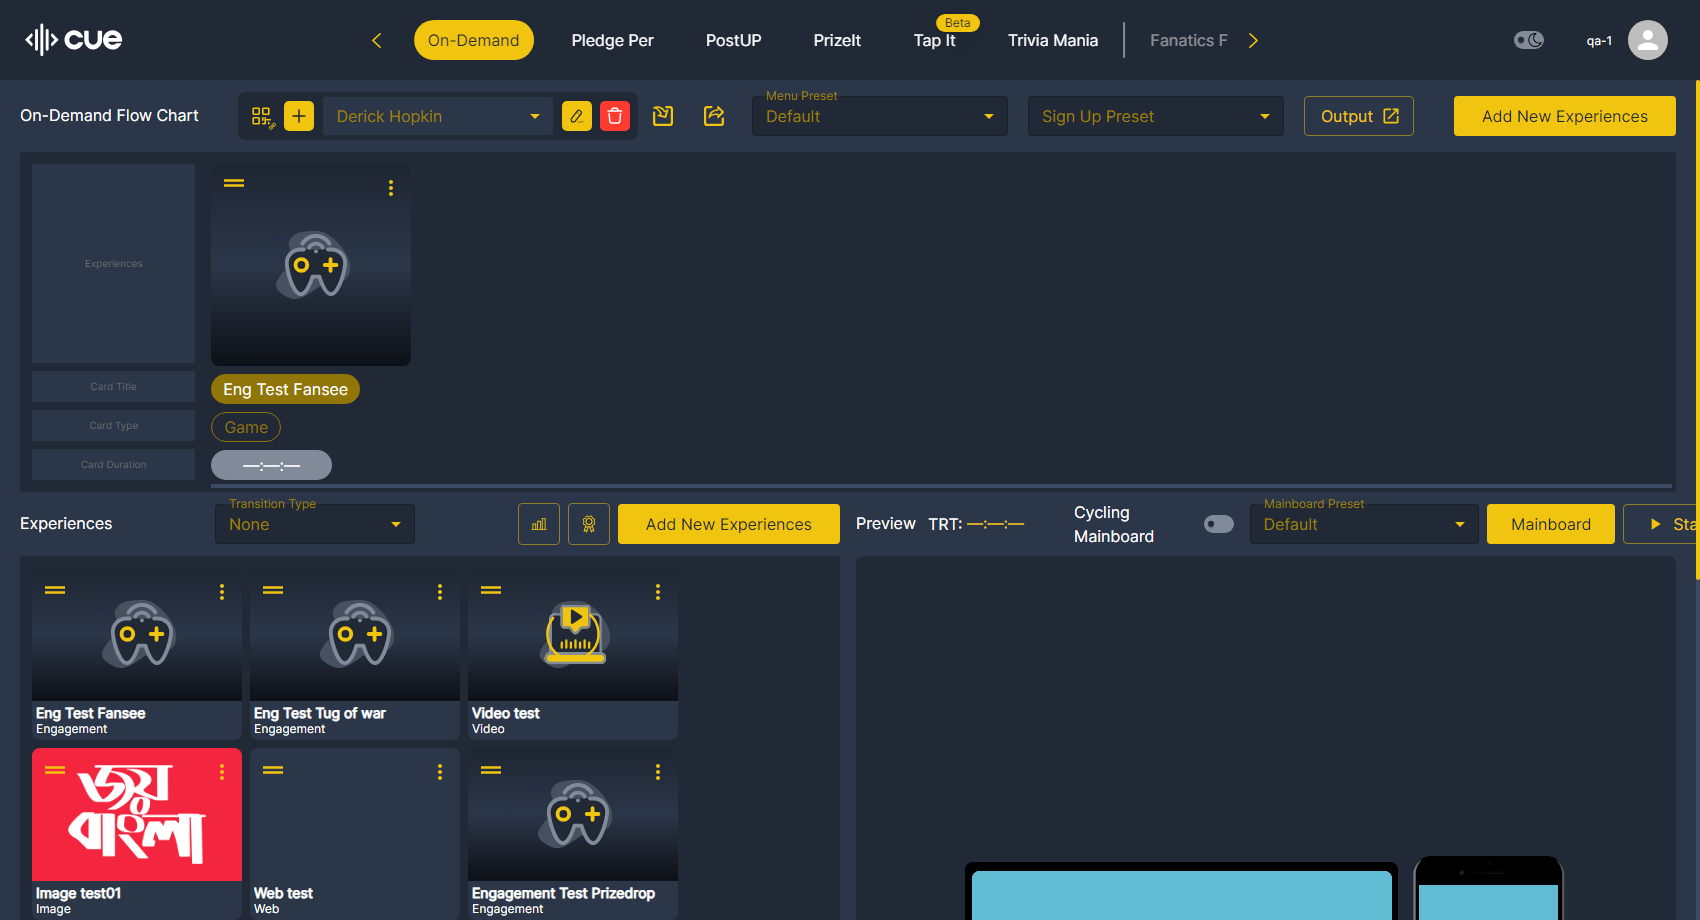 cue
On-Demand
Pledge Per
PostUP
PrizeIt
Tap It
Beta
Trivia Mania
Fanatics F
qa-1
On-Demand Flow Chart
Derick Hopkin
Menu Preset
Default
Sign Up Preset
Output
Add New Experiences
Experiences
Card Title
Eng Test Fansee
Card Type
Game
Card Duration
—:—:—
Experiences
Transition Type
None
Add New Experiences
Preview
TRT: —:—:—
Cycling
Mainboard
Mainboard Preset
Default
Mainboard
Sta
Eng Test Fansee
Engagement
Eng Test Tug of war
Engagement
Video test
Video
জয়
বাংলা
Image test01
Image
Web test
Web
Engagement Test Prizedrop
Engagement